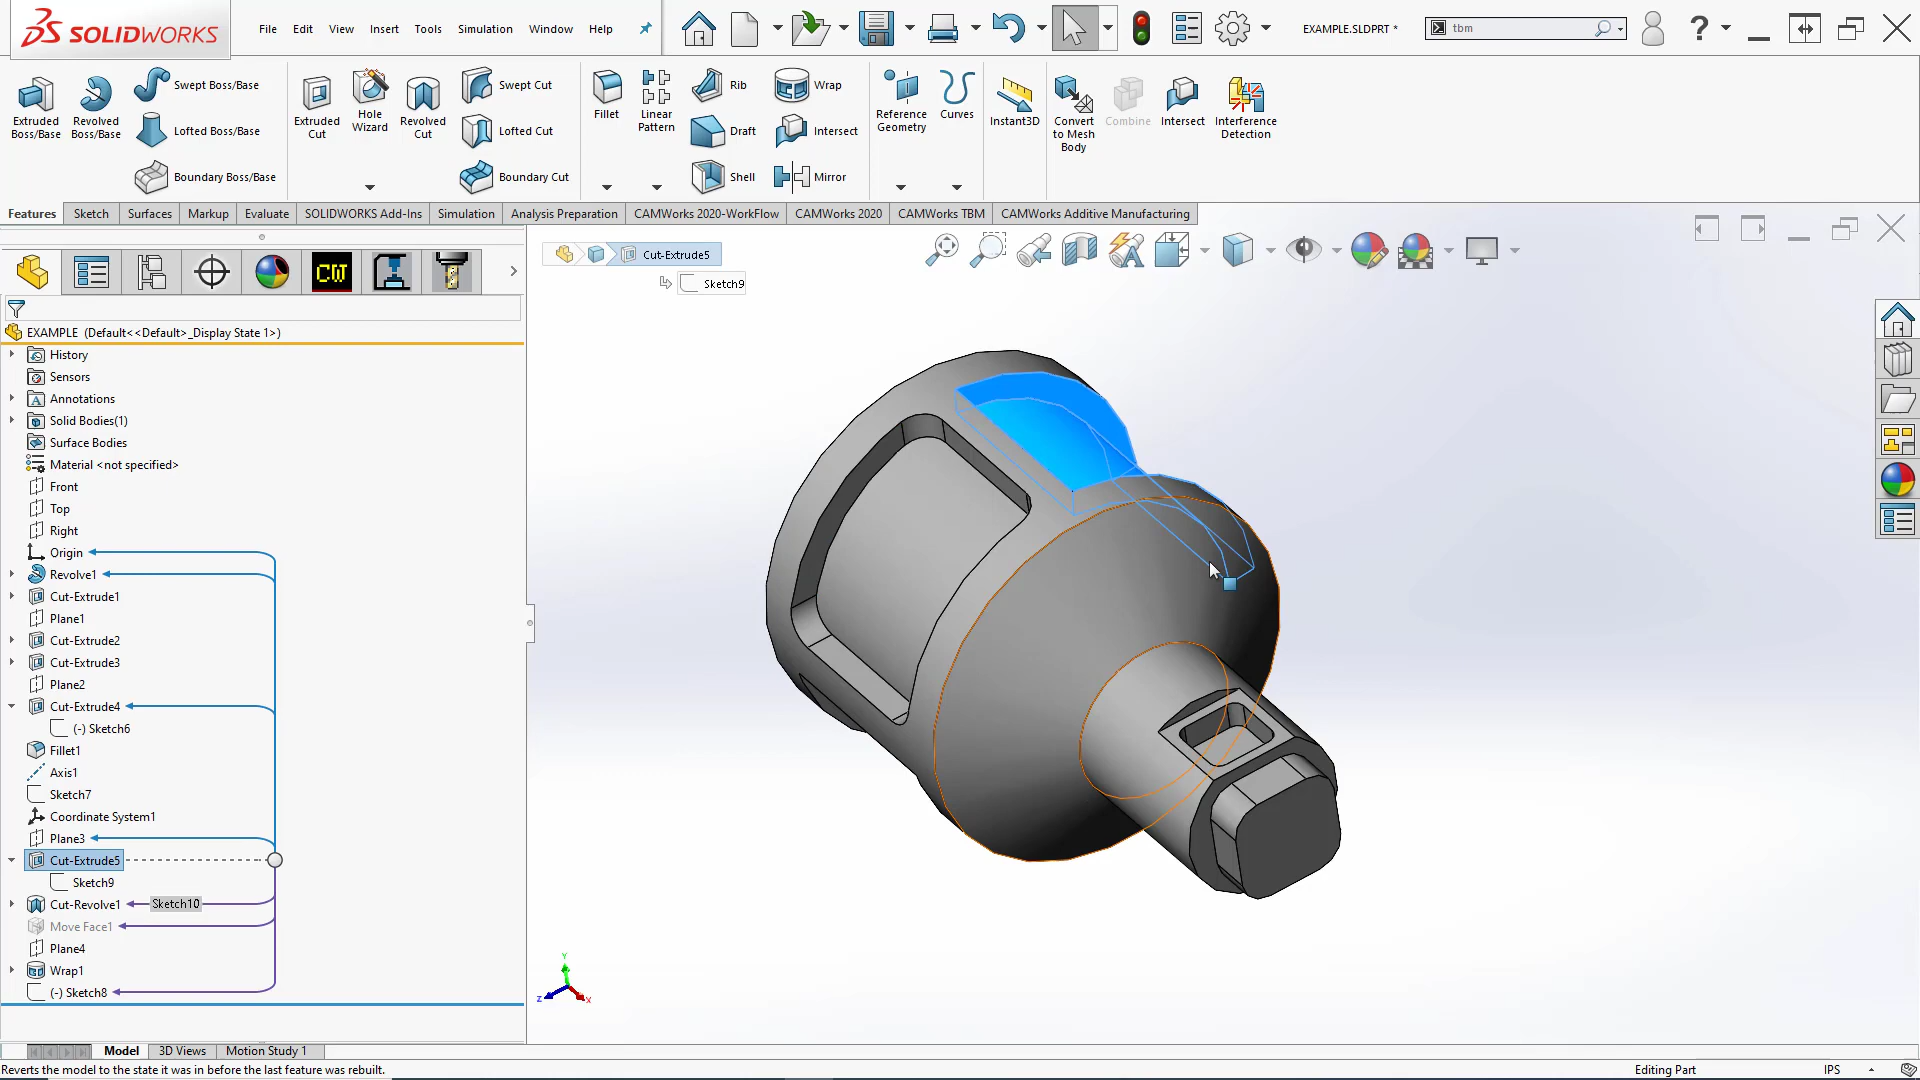 SOLIDWORKS
File Edit View Insert Tools Simulation Window Help
EXAMPLE.SLDPRT *
tbm
?
Extruded Boss/Base
Revolved Boss/Base
Swept Boss/Base
Lofted Boss/Base
Boundary Boss/Base
Extruded Cut
Hole Wizard
Revolved Cut
Swept Cut
Lofted Cut
Boundary Cut
Fillet
Linear Pattern
Rib
Draft
Shell
Wrap
Intersect
Mirror
Reference Geometry
Curves
Instant3D
Convert to Mesh Body
Combine
Intersect
Interference Detection
Features Sketch Surfaces Markup Evaluate SOLIDWORKS Add-Ins Simulation Analysis Preparation CAMWorks 2020-WorkFlow CAMWorks 2020 CAMWorks TBM CAMWorks Additive Manufacturing
CW
Cut-Extrude5
Sketch9
EXAMPLE (Default<<Default>_Display State 1>)
History
Sensors
Annotations
Solid Bodies(1)
Surface Bodies
Material <not specified>
Front
Top
Right
Origin
Revolve1
Cut-Extrude1
Plane1
Cut-Extrude2
Cut-Extrude3
Plane2
Cut-Extrude4
(-) Sketch6
Fillet1
Axis1
Sketch7
Coordinate System1
Plane3
Cut-Extrude5
Sketch9
Cut-Revolve1 Sketch10
Move Face1
Plane4
Wrap1
(-) Sketch8
Y
Z
X
Model 3D Views Motion Study 1
Reverts the model to the state it was in before the last feature was rebuilt.
Editing Part
IPS